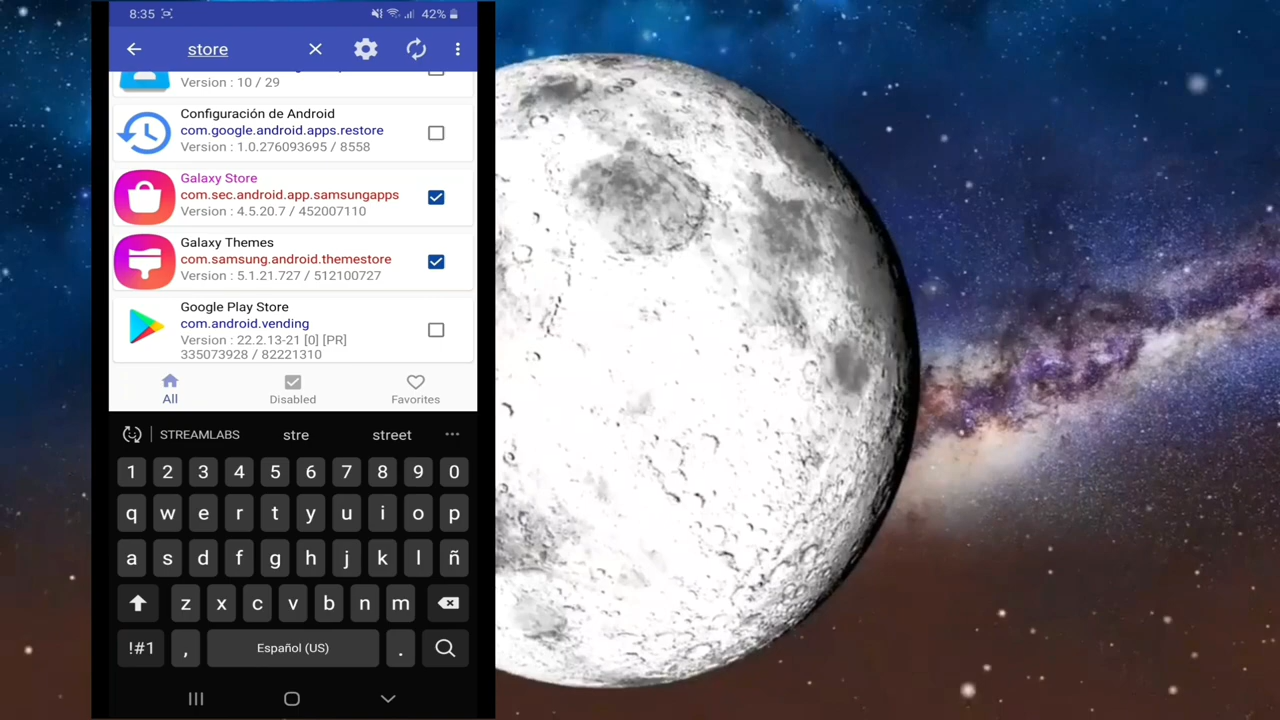 8:35 42%
store
Version : 10 / 29
Configuración de Android
com.google.android.apps.restore
Version : 1.0.276093695 / 8558
Galaxy Store
com.sec.android.app.samsungapps
Version : 4.5.20.7 / 452007110
Galaxy Themes
com.samsung.android.themestore
Version : 5.1.21.727 / 512100727
Google Play Store
com.android.vending
Version : 22.2.13-21 [0] [PR]
335073928 / 82221310
All Disabled Favorites
STREAMLABS stre street
1 2 3 4 5 6 7 8 9 0
q w e r t y u i o p
a s d f g h j k l ñ
z x c v b n m
!#1 , Español (US) .